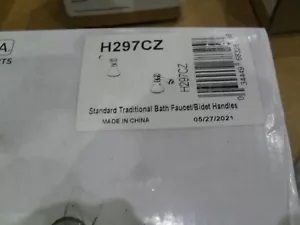 H297CZ
H297CZ
Standard Traditional Bath Faucet/Bidet Handles
MADE IN CHINA
05/27/2021